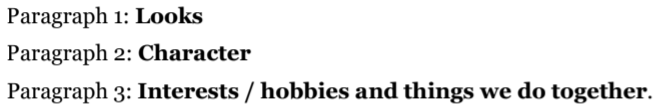 Paragraph 1: Looks
Paragraph 2: Character
Paragraph 3: Interests / hobbies and things we do together.